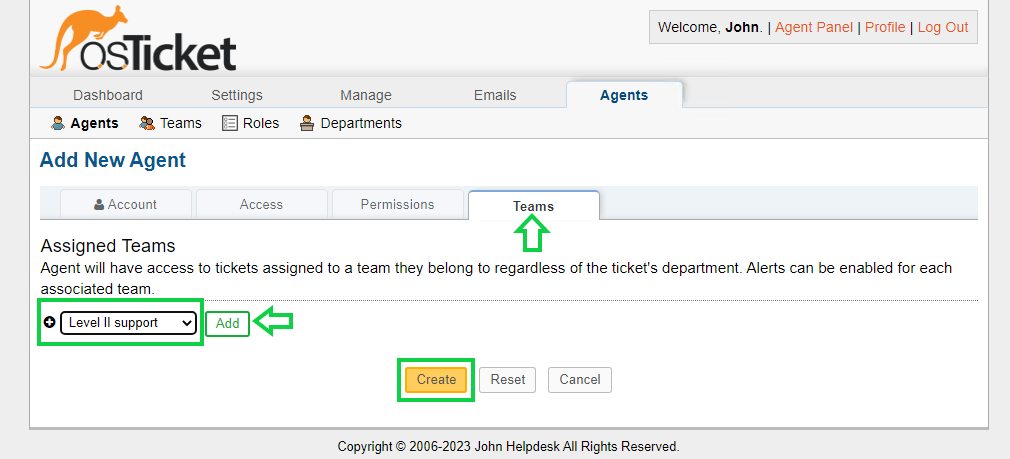 osTicket
Welcome, John. | Agent Panel | Profile | Log Out
Dashboard Settings Manage Emails Agents
Agents Teams Roles Departments
Add New Agent
Account Access Permissions Teams
Assigned Teams
Agent will have access to tickets assigned to a team they belong to regardless of the ticket's department. Alerts can be enabled for each
associated team.
Level II support Add
Create Reset Cancel
Copyright © 2006-2023 John Helpdesk All Rights Reserved.